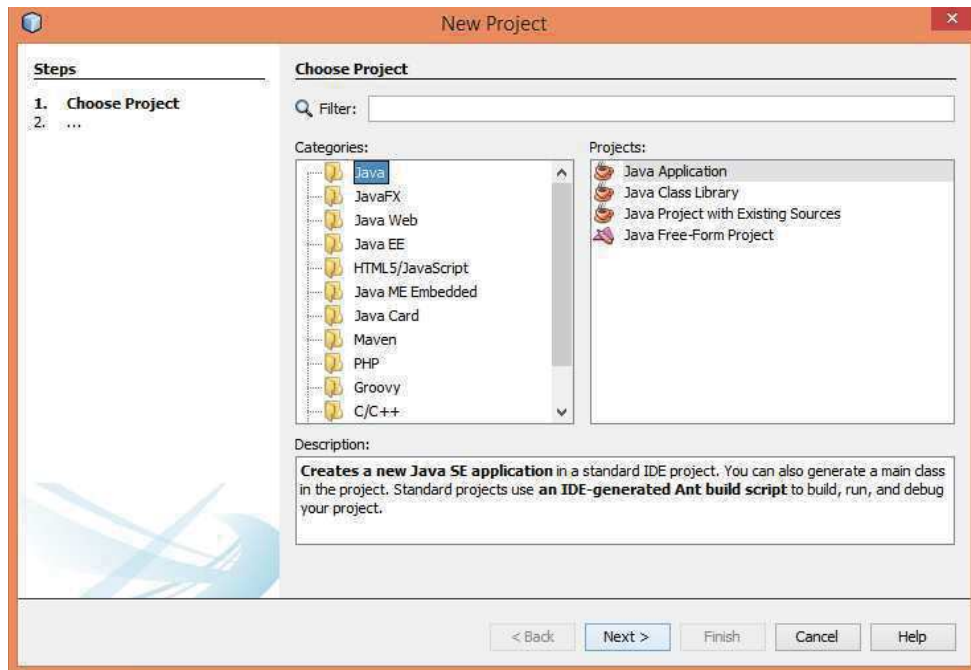 New Project
Steps
1. Choose Project
2. ...
Choose Project
Filter:
Categories:
Java
JavaFX
Java Web
Java EE
HTML5/JavaScript
Java ME Embedded
Java Card
Maven
PHP
Groovy
C/C++
Projects:
Java Application
Java Class Library
Java Project with Existing Sources
Java Free-Form Project
Description:
Creates a new Java SE application in a standard IDE project. You can also generate a main class
in the project. Standard projects use an IDE-generated Ant build script to build, run, and debug
your project.
< Back
Next >
Finish
Cancel
Help